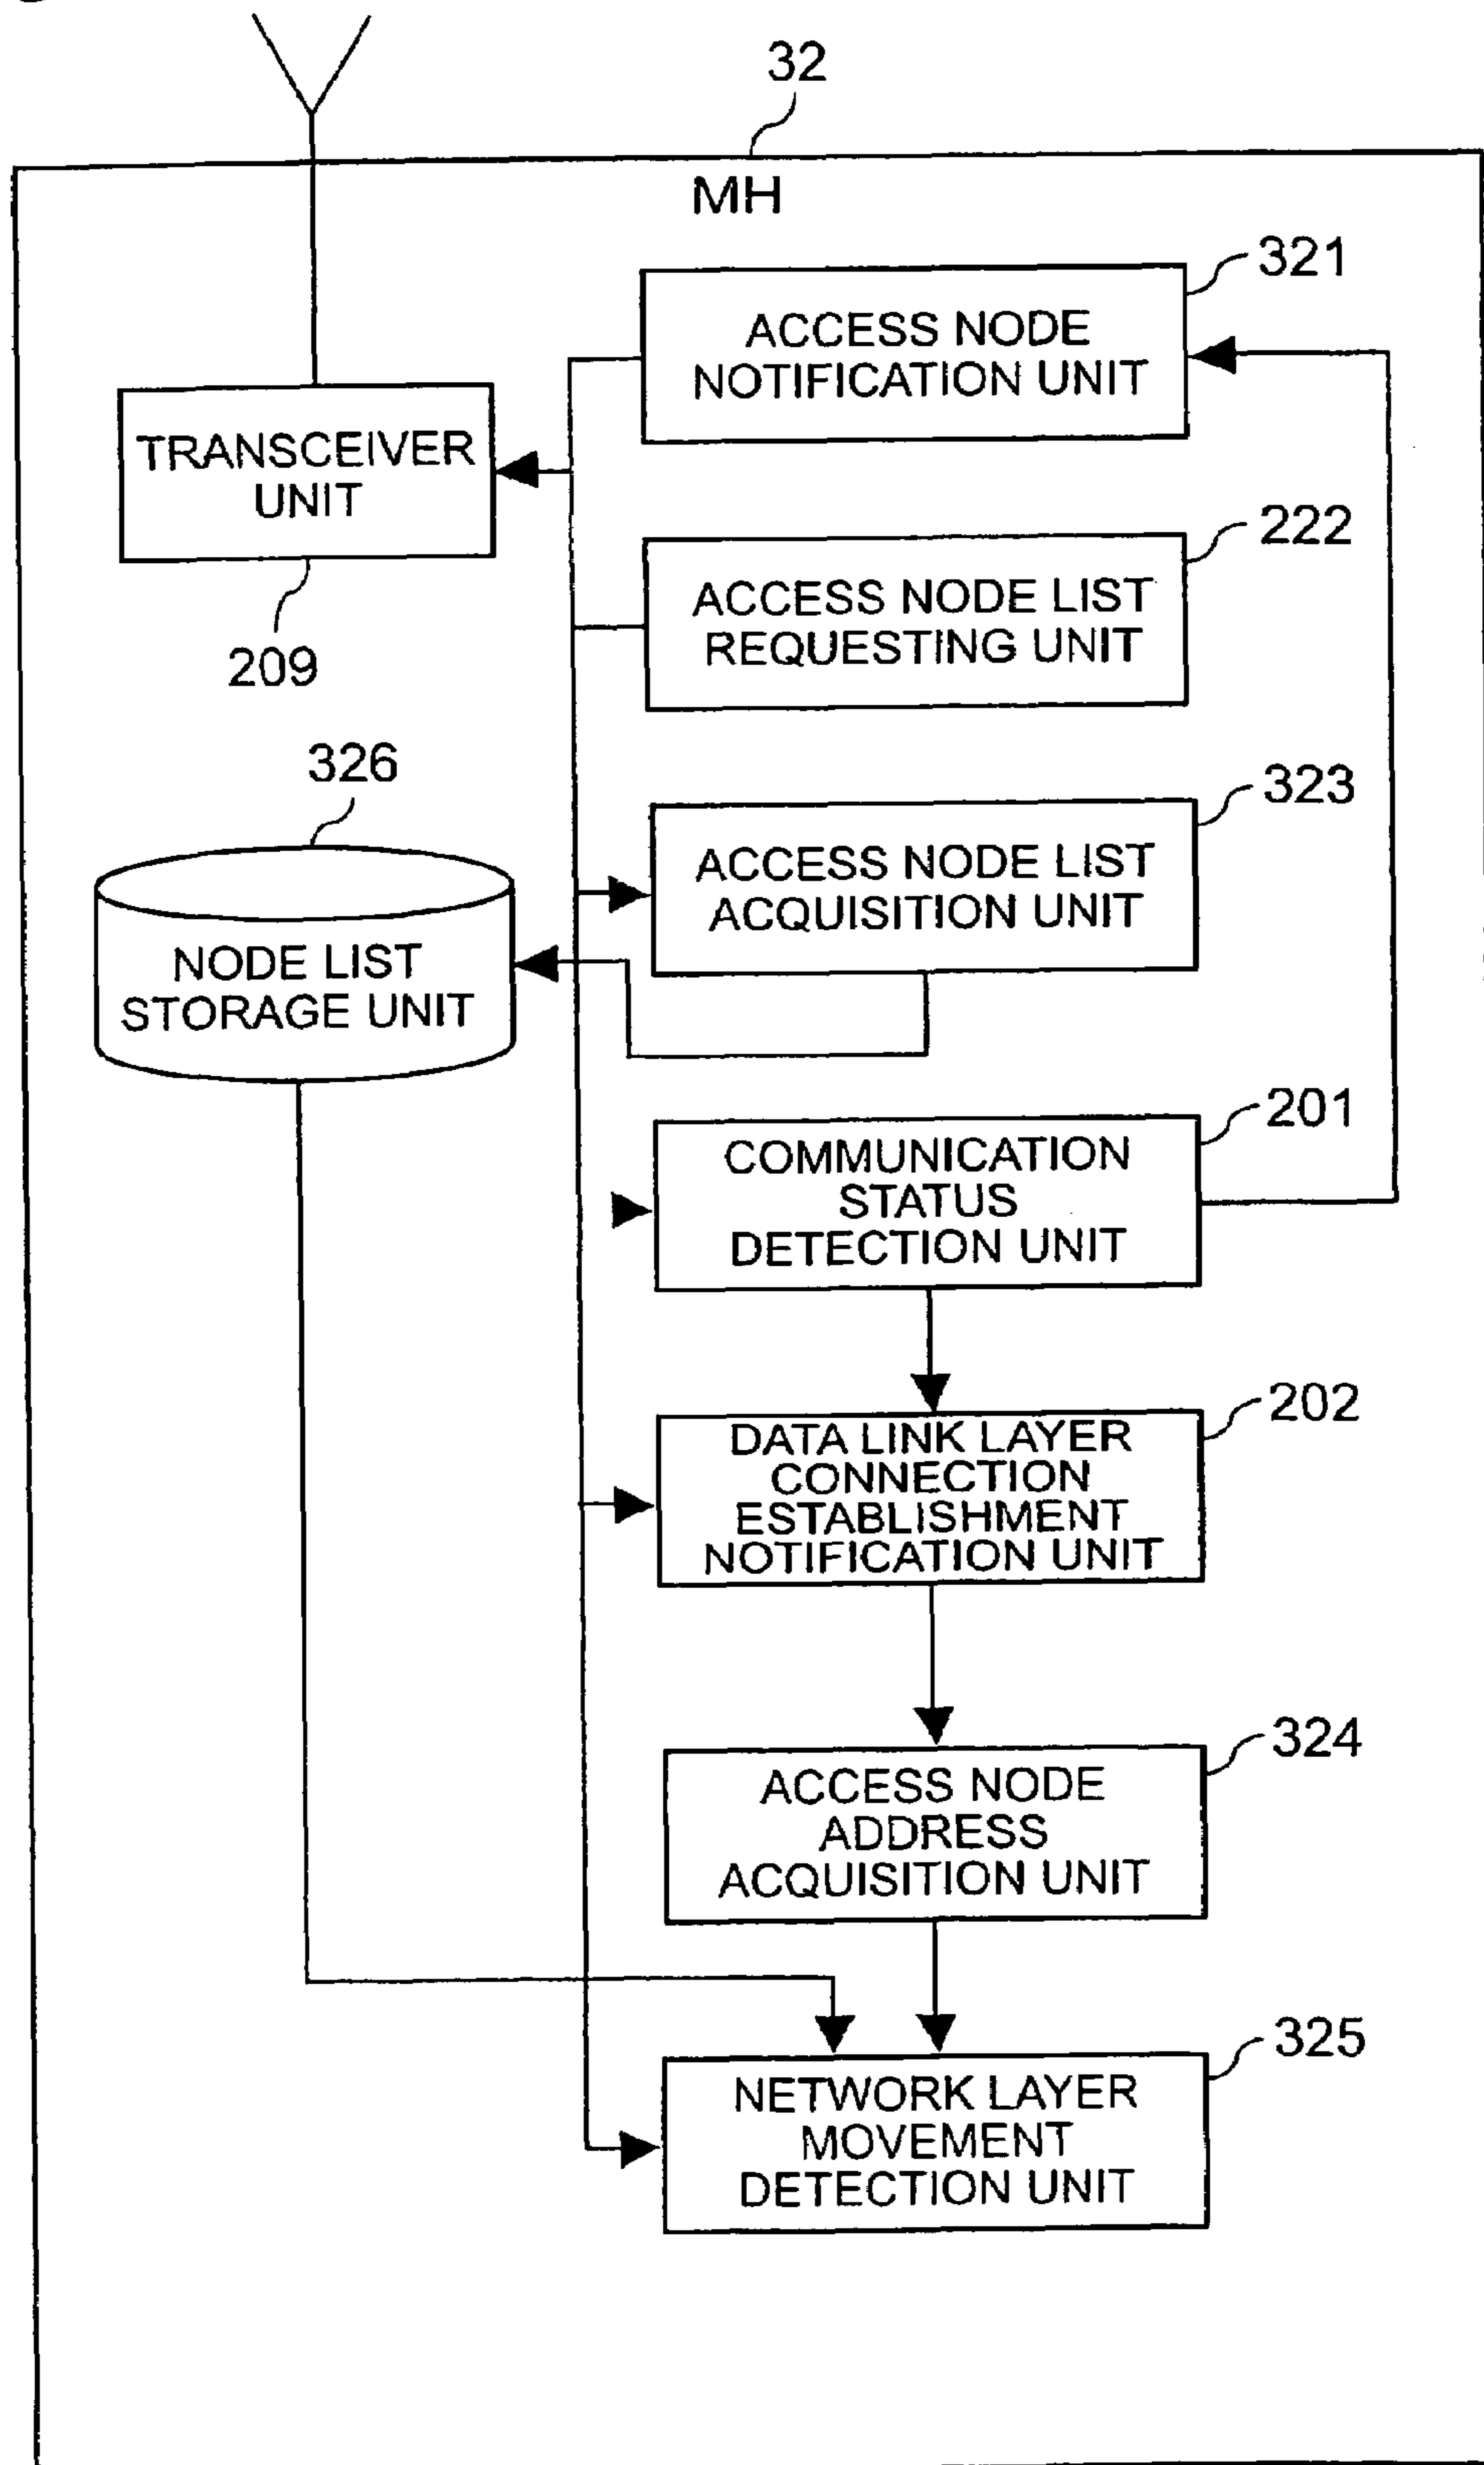 32
MH
321
ACCESS NODE
NOTIFICATION UNIT
TRANSCEIVER
UNIT
209
222
ACCESS NODE LIST
REQUESTING UNIT
326
323
ACCESS NODE LIST
ACQUISITION UNIT
NODE LIST
STORAGE UNIT
201
COMMUNICATION
STATUS
DETECTION UNIT
202
DATA LINK LAYER
CONNECTION
ESTABLISHMENT
NOTIFICATION UNIT
324
ACCESS NODE
ADDRESS
ACQUISITION UNIT
325
NETWORK LAYER
MOVEMENT
DETECTION UNIT